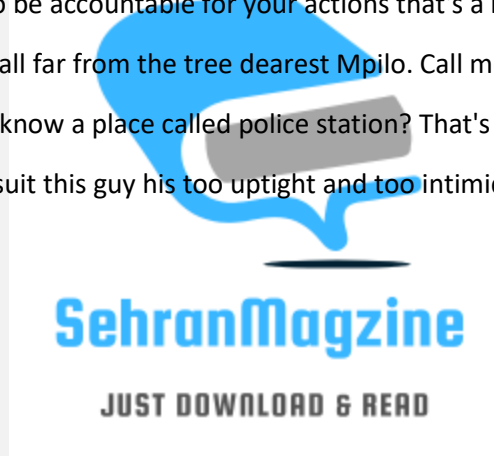 be accountable for your actions that's a
all far from the tree dearest Mpilo. Call m
know a place called police station? That's
suit this guy his too uptight and too intimi
SehranMagzine
JUST DOWNLOAD & READ